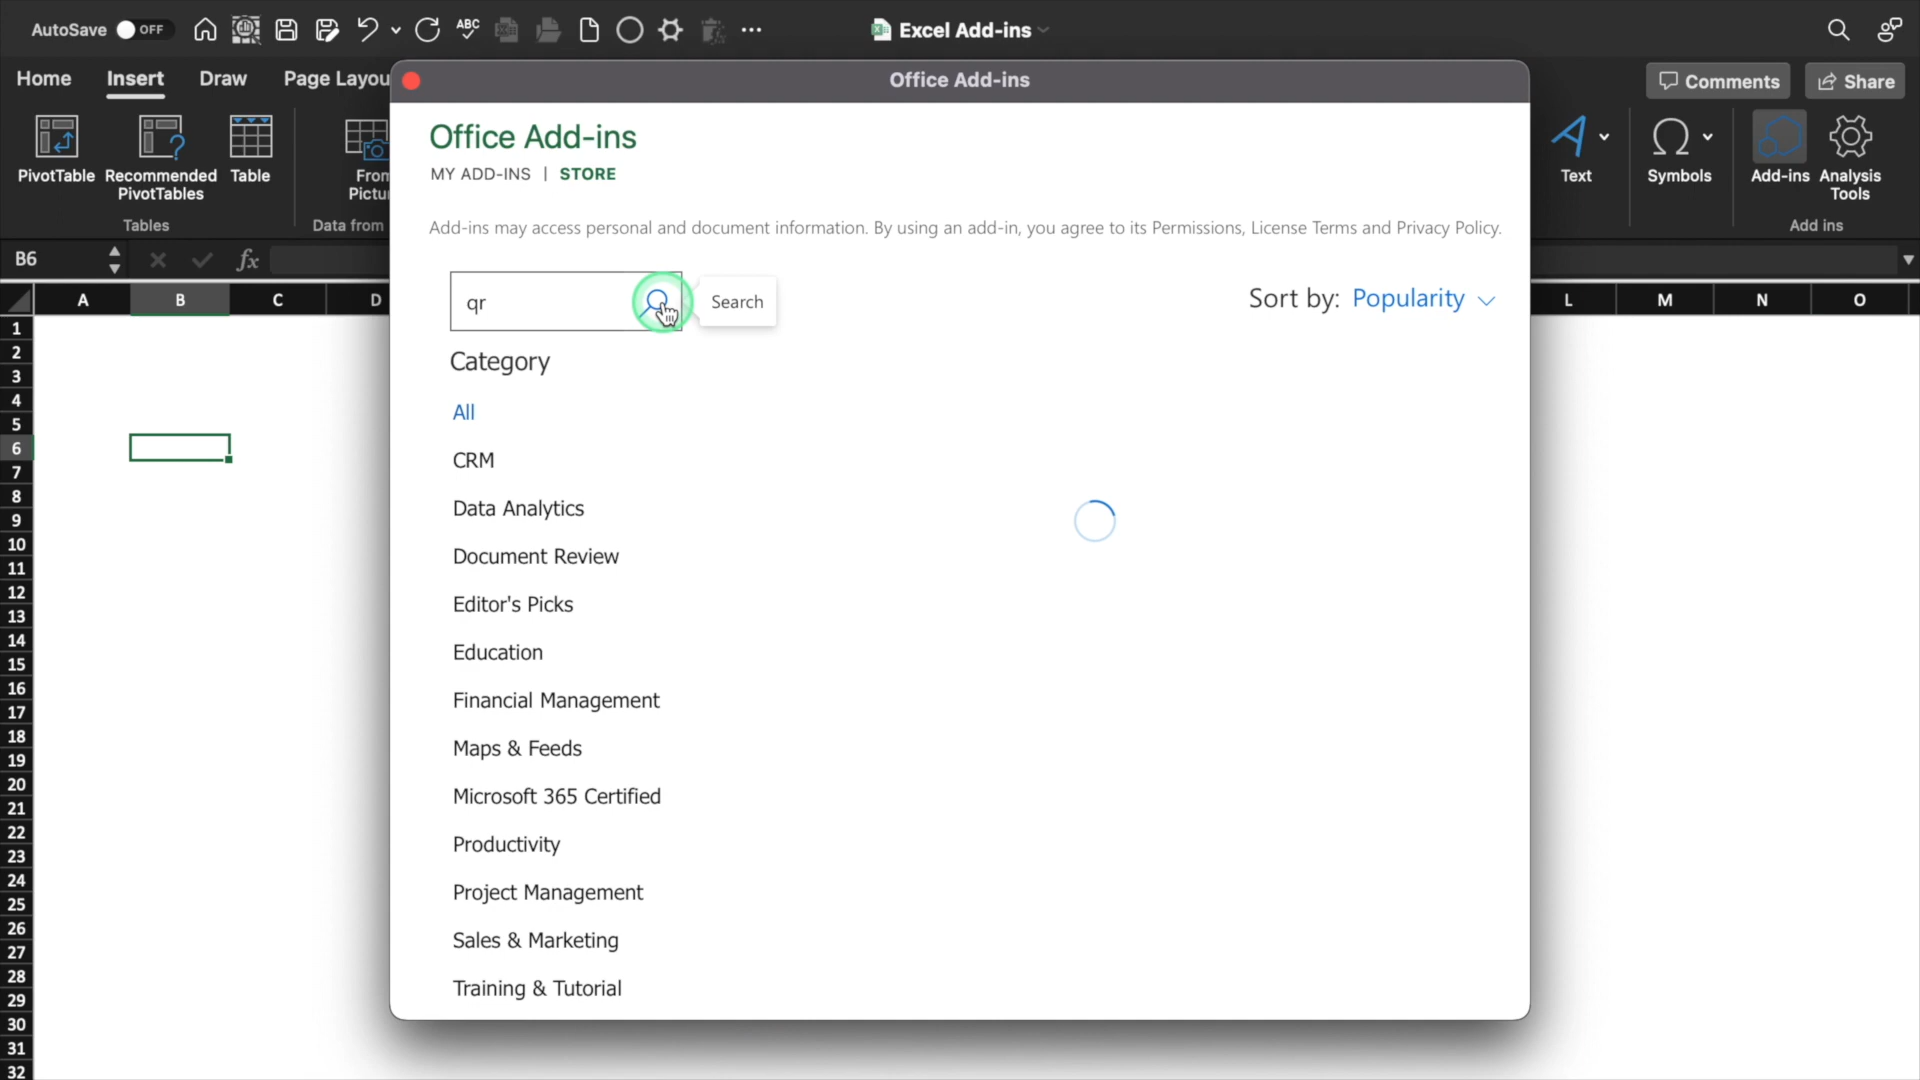 AutoSave OFF
ABC
Excel Add-ins
Home Insert Draw Page Layou
Comments Share
Office Add-ins
PivotTable
Recommended
PivotTables
Table
Tables
From
Pictu
Data from
Text
Symbols
Add-ins
Analysis
Tools
Add ins
B6
fx
Office Add-ins
MY ADD-INS | STORE
Add-ins may access personal and document information. By using an add-in, you agree to its Permissions, License Terms and Privacy Policy.
qr
Search
Sort by: Popularity
Category
All
CRM
Data Analytics
Document Review
Editor's Picks
Education
Financial Management
Maps & Feeds
Microsoft 365 Certified
Productivity
Project Management
Sales & Marketing
Training & Tutorial
A B C D L M N O
1
2
3
4
5
6
7
8
9
10
11
12
13
14
15
16
17
18
19
20
21
22
23
24
25
26
27
28
29
30
31
32